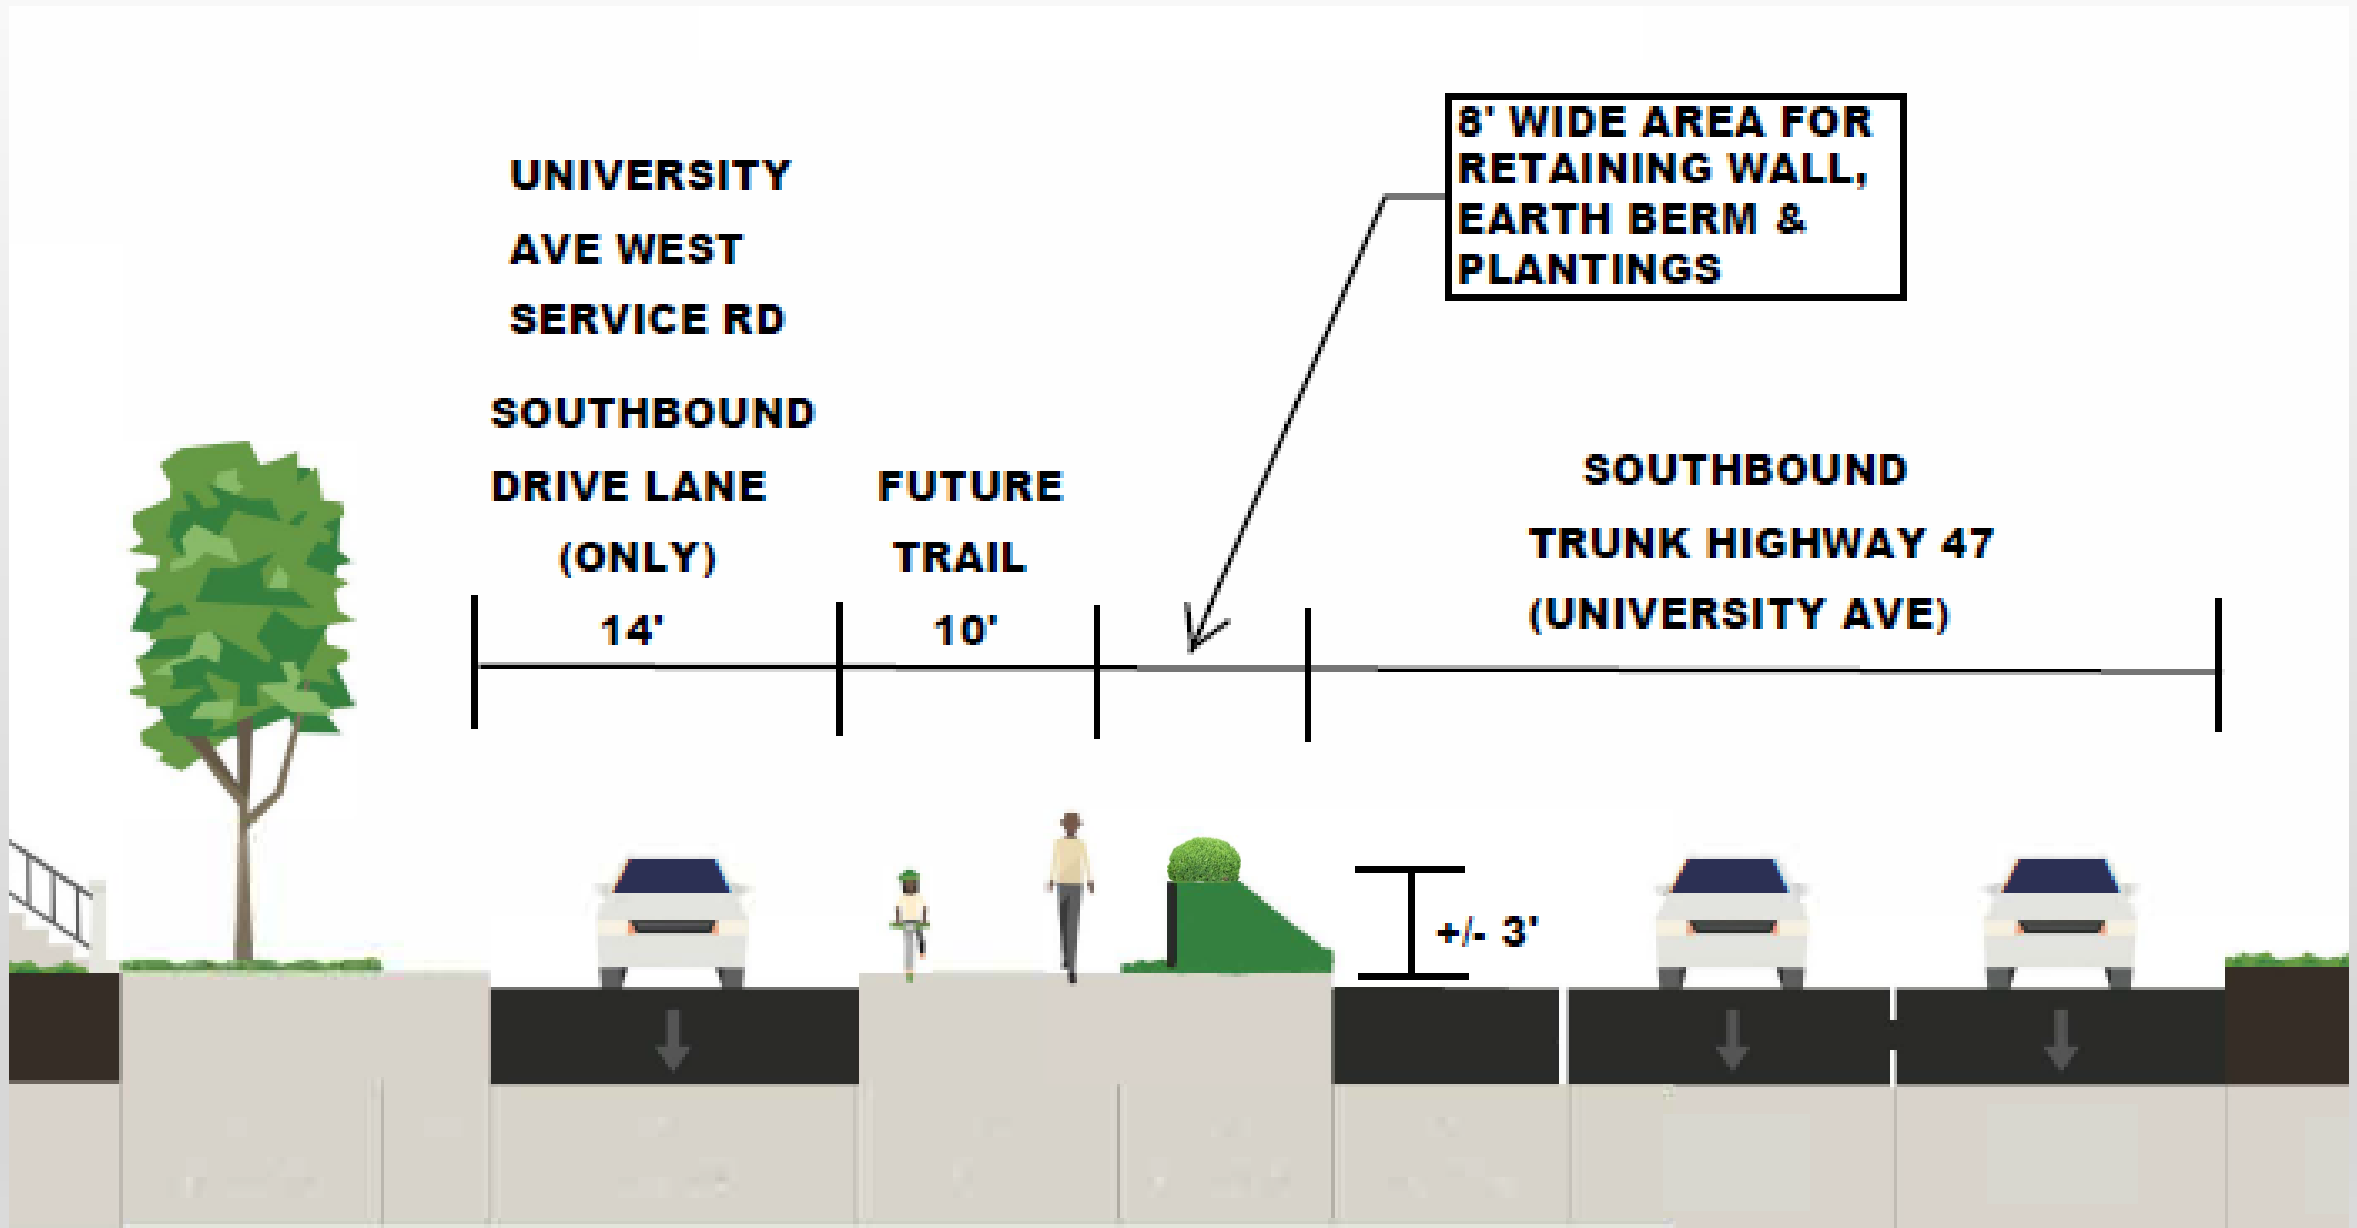 UNIVERSITY
AVE WEST
SERVICE RD
SOUTHBOUND
DRIVE LANE
(ONLY)
14'
FUTURE
TRAIL
10'
8' WIDE AREA FOR
RETAINING WALL,
EARTH BERM &
PLANTINGS
SOUTHBOUND
TRUNK HIGHWAY 47
(UNIVERSITY AVE)
+/- 3'